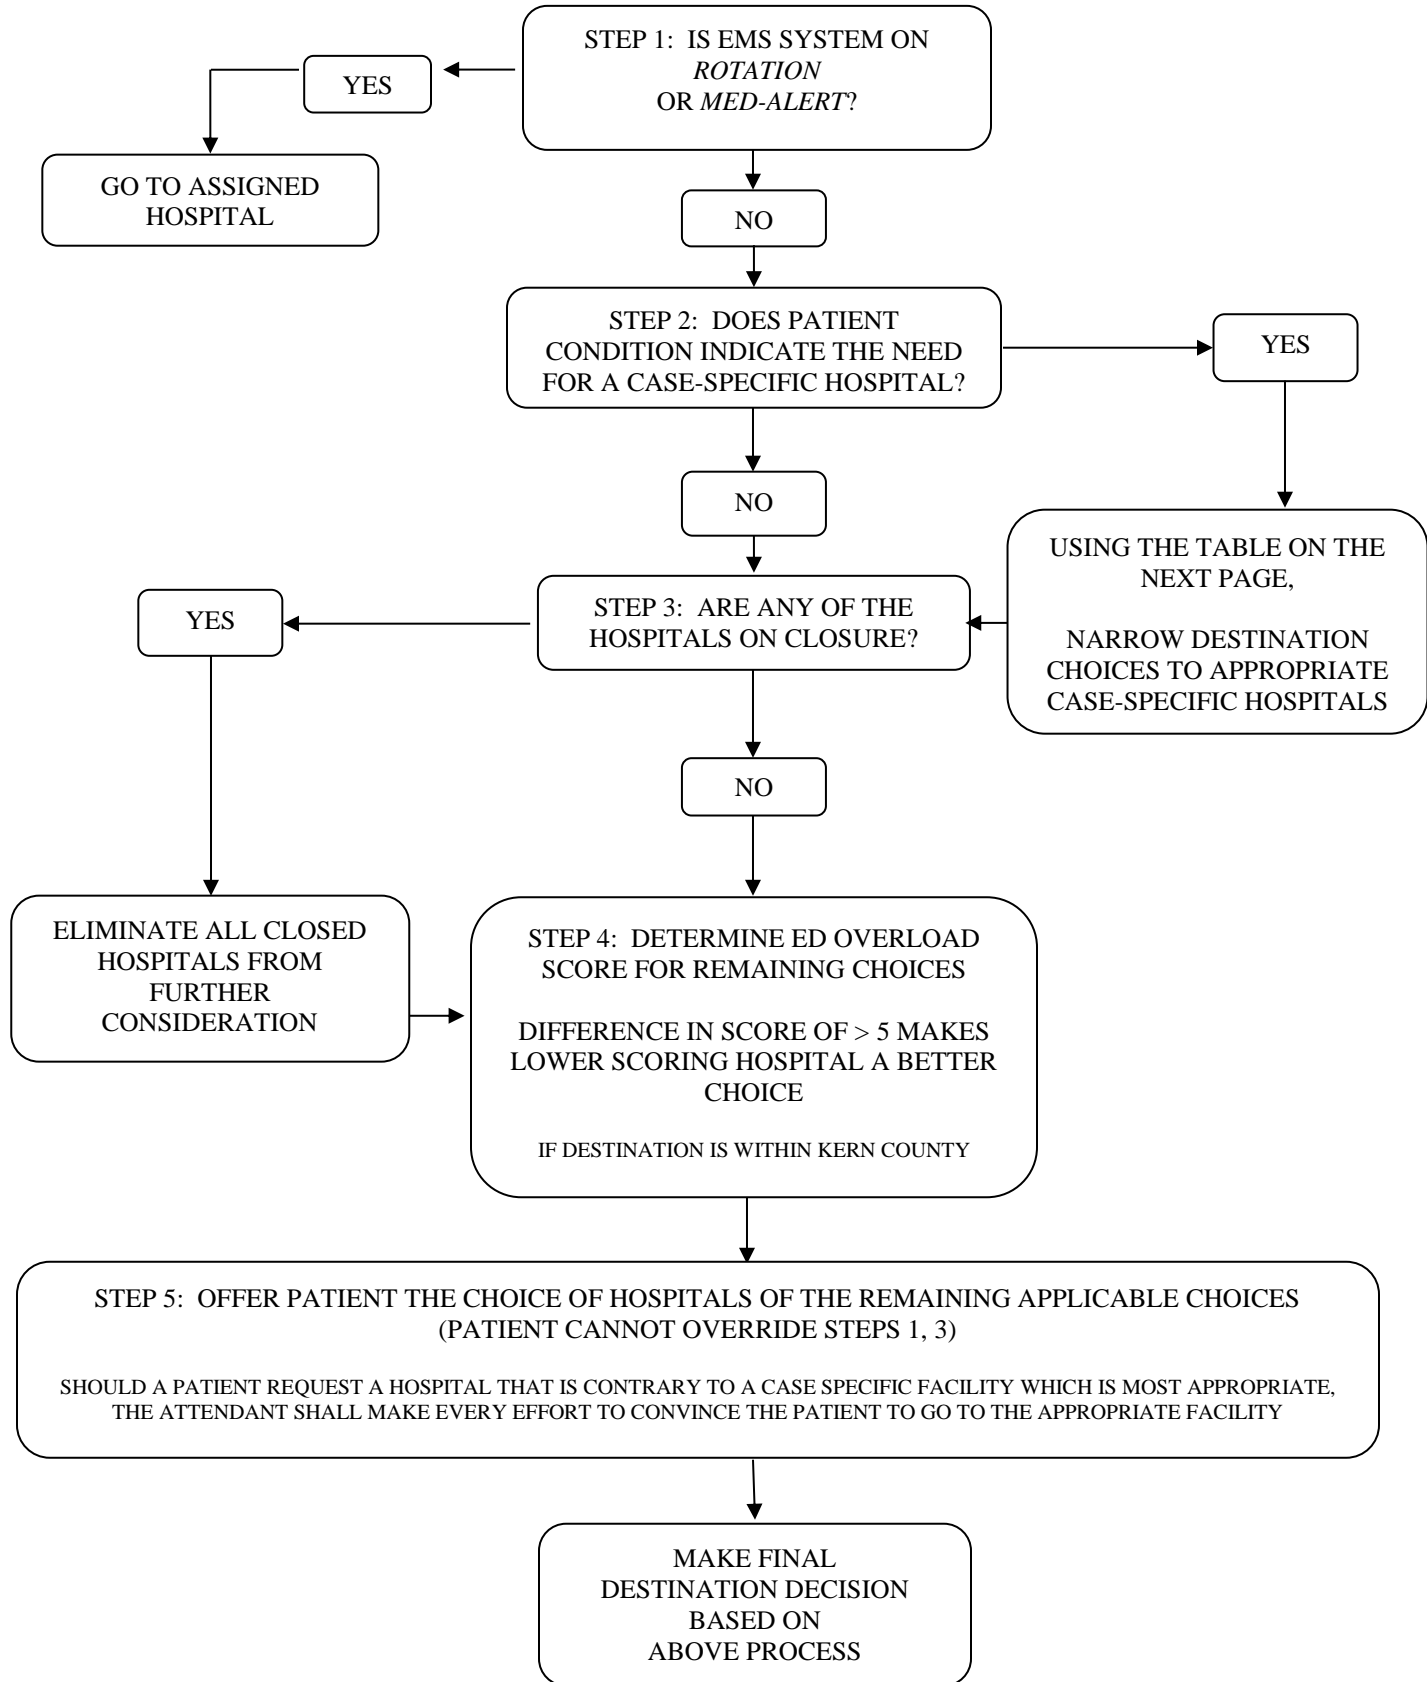 STEP 1: IS EMS SYSTEM ON
ROTATION
OR MED-ALERT?
YES
GO TO ASSIGNED
HOSPITAL
NO
STEP 2: DOES PATIENT
CONDITION INDICATE THE NEED
FOR A CASE-SPECIFIC HOSPITAL?
YES
NO
USING THE TABLE ON THE
NEXT PAGE,
NARROW DESTINATION
CHOICES TO APPROPRIATE
CASE-SPECIFIC HOSPITALS
STEP 3: ARE ANY OF THE
HOSPITALS ON CLOSURE?
YES
NO
ELIMINATE ALL CLOSED
HOSPITALS FROM
FURTHER
CONSIDERATION
STEP 4: DETERMINE ED OVERLOAD
SCORE FOR REMAINING CHOICES
DIFFERENCE IN SCORE OF > 5 MAKES
LOWER SCORING HOSPITAL A BETTER
CHOICE
IF DESTINATION IS WITHIN KERN COUNTY
STEP 5: OFFER PATIENT THE CHOICE OF HOSPITALS OF THE REMAINING APPLICABLE CHOICES
(PATIENT CANNOT OVERRIDE STEPS 1, 3)
SHOULD A PATIENT REQUEST A HOSPITAL THAT IS CONTRARY TO A CASE SPECIFIC FACILITY WHICH IS MOST APPROPRIATE,
THE ATTENDANT SHALL MAKE EVERY EFFORT TO CONVINCE THE PATIENT TO GO TO THE APPROPRIATE FACILITY
MAKE FINAL
DESTINATION DECISION
BASED ON
ABOVE PROCESS